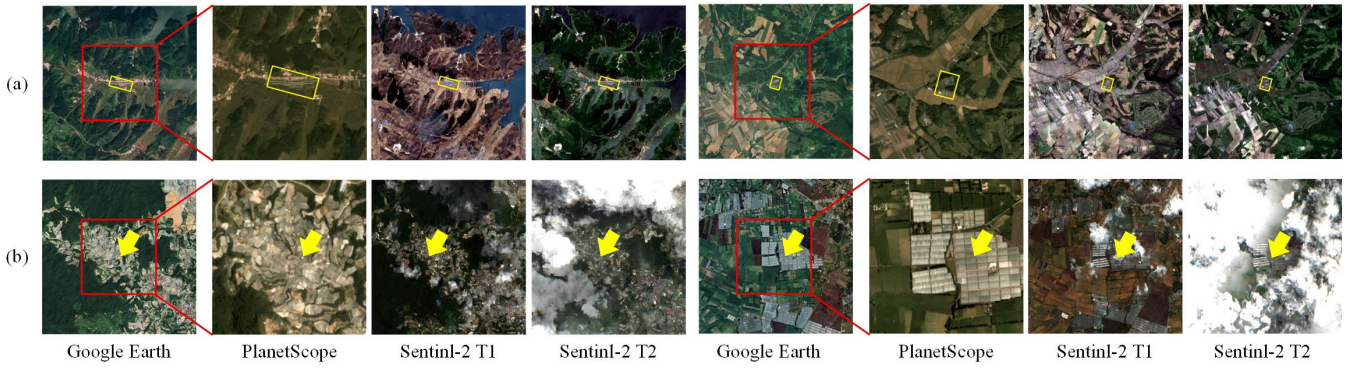 (a)
(b)
Google Earth PlanetScope Sentinl-2 T1 Sentinl-2 T2 Google Earth PlanetScope Sentinl-2 T1 Sentinl-2 T2